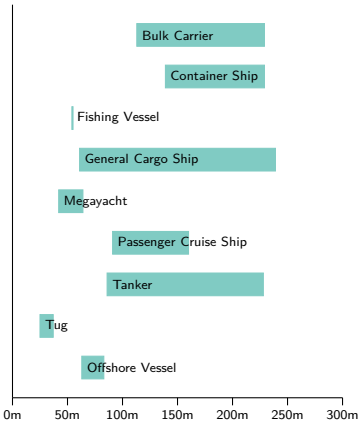 Bulk Carrier
Container Ship
Fishing Vessel
General Cargo Ship
Megayacht
Passenger Cruise Ship
Tanker
Tug
Offshore Vessel
0m 50m 100m 150m 200m 250m 300m